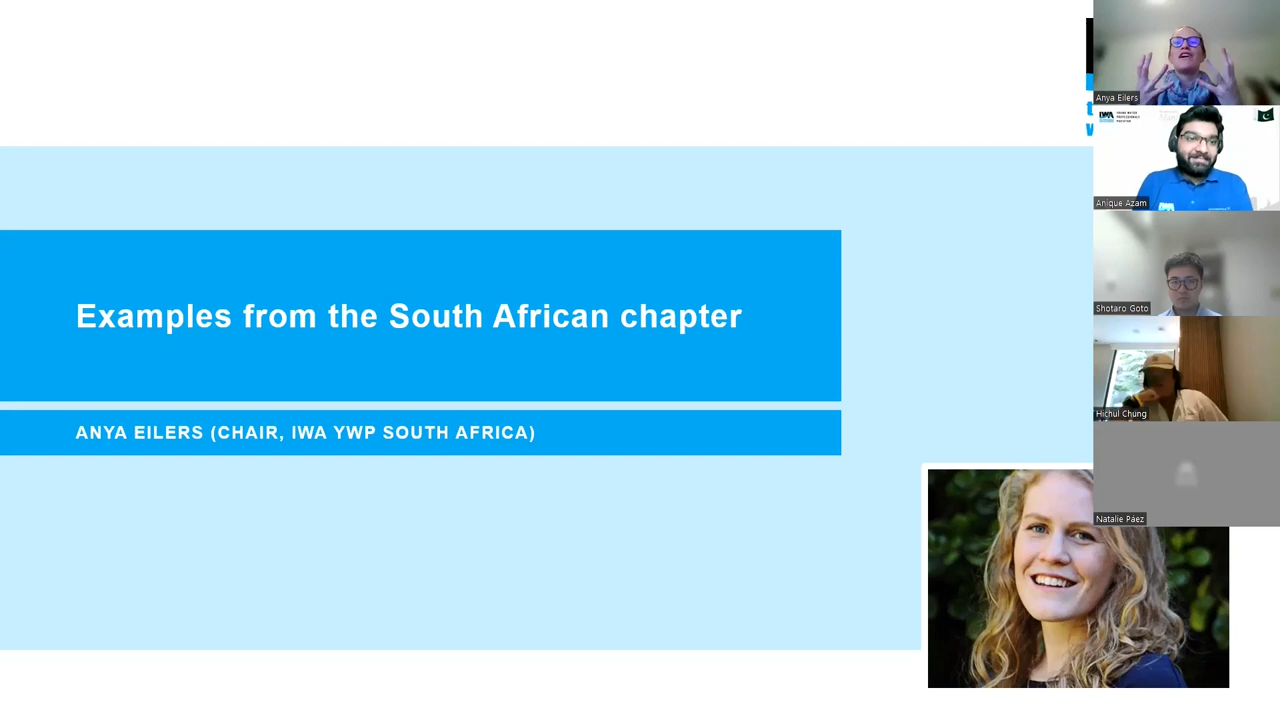 Examples from the South African chapter
ANYA EILERS (CHAIR, IWA YWP SOUTH AFRICA)
Anya Eilers
IWA
Anique Azam
Shotaro Goto
Hichul Chung
Natalie Páez